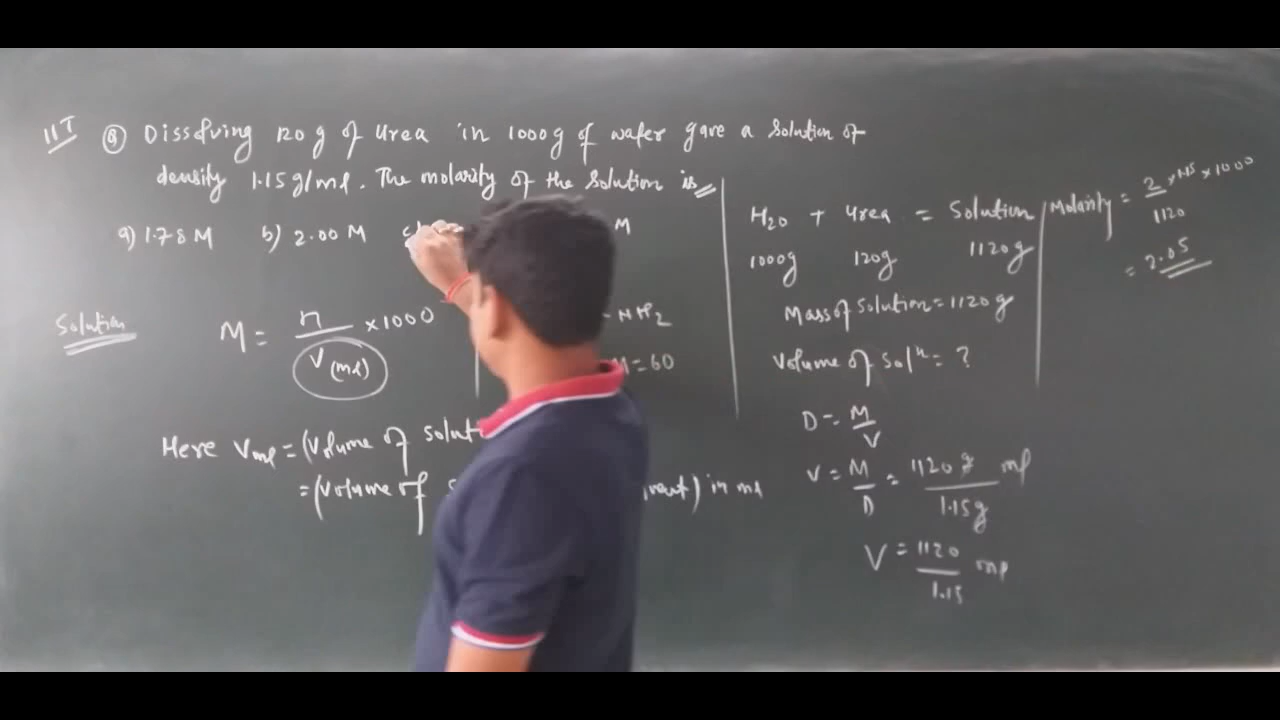 IIT Q Dissolving 120 g of urea in 1000 g of water gave a solution of
density 1.15 g/ml. The molarity of the solution is
a) 1.78 M b) 2.00 M M
Solution
M = n / V (ml) × 1000
NH2
M = 60
Here Vml = (Volume of
= (Volume of
) in ml
H2O + Urea = Solution
1000g 120g 1120g
Mass of Solution = 1120 g
Volume of Solⁿ = ?
D = M / V
V = M / D = 1120 g / 1.15 g ml
V = 1120 / 1.15 ml
Molarity = 2 × 1.15 × 1000 / 1120
= 2.05